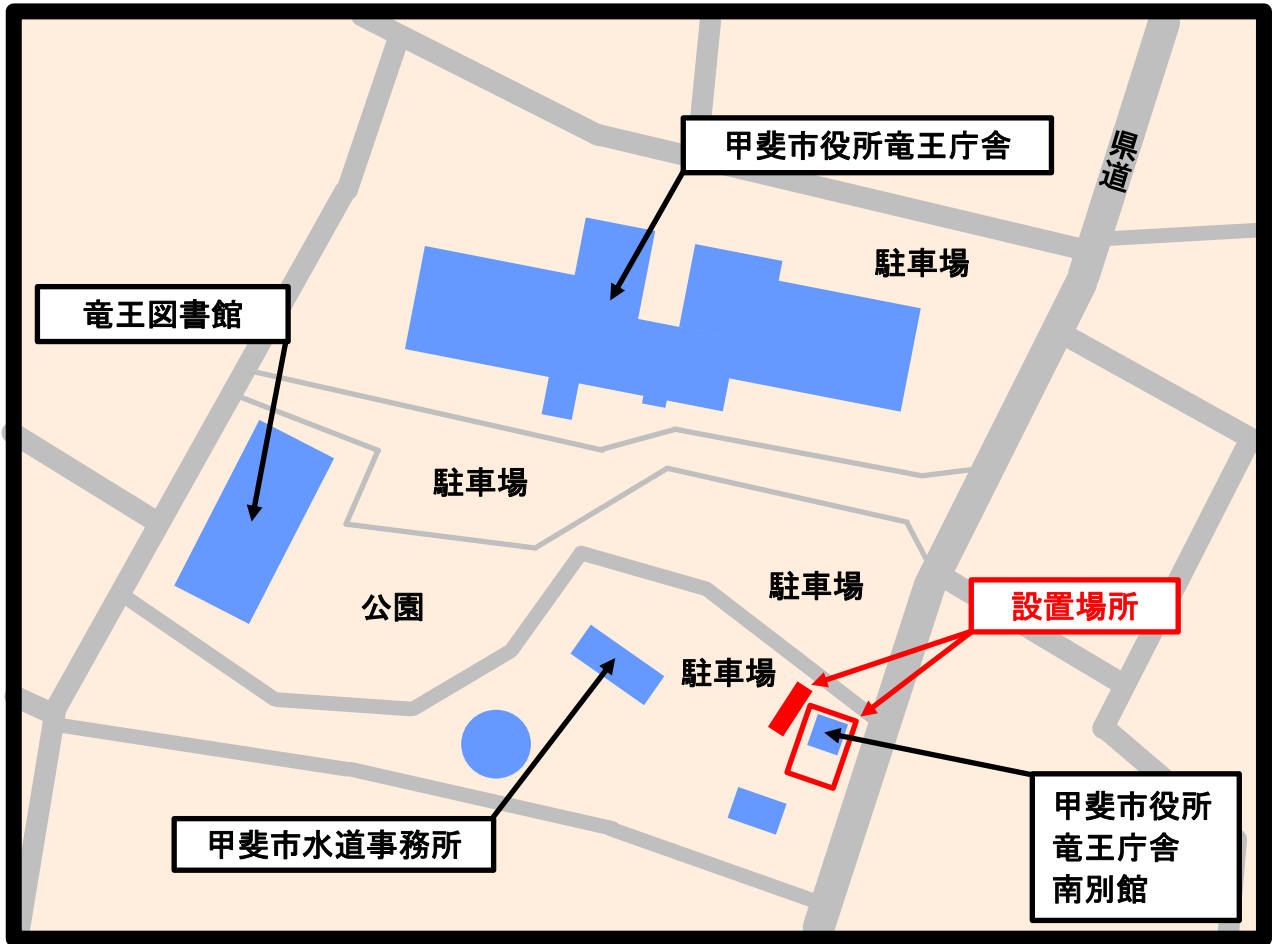 甲斐市役所竜王庁舎
県道
駐車場
竜王図書館
駐車場
駐車場
設置場所
公園
駐車場
甲斐市水道事務所
甲斐市役所
竜王庁舎
南別館